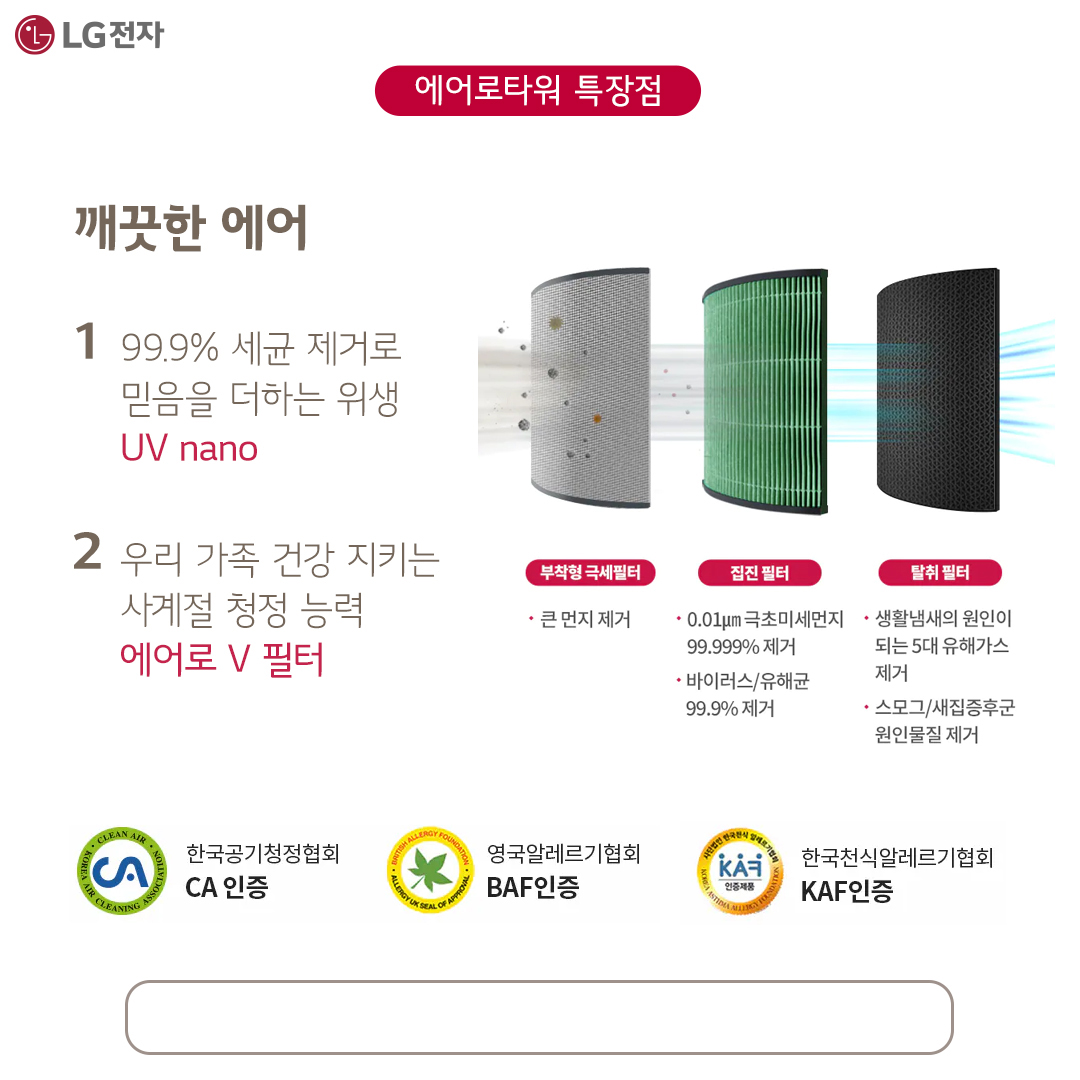 LG전자
에어로타워 특장점
깨끗한 에어
1 99.9% 세균 제거로
믿음을 더하는 위생
UV nano
2 우리 가족 건강 지키는
사계절 청정 능력
에어로 V 필터
부착형 극세필터
· 큰 먼지 제거
집진 필터
· 0.01㎛ 극초미세먼지
99.999% 제거
· 바이러스/유해균
99.9% 제거
탈취 필터
· 생활냄새의 원인이
되는 5대 유해가스
제거
· 스모그/새집증후군
원인물질 제거
CLEAN AIR
CA
KOREA AIR CLEANING ASSOCIATION
한국공기청정협회
CA 인증
BRITISH ALLERGY FOUNDATION
ALLERGY UK SEAL OF APPROVAL
영국알레르기협회
BAF인증
사단법인 한국천식 알레르기협회
KAF
인증제품
KOREA ASTHMA ALLERGY FOUNDATION
한국천식알레르기협회
KAF인증